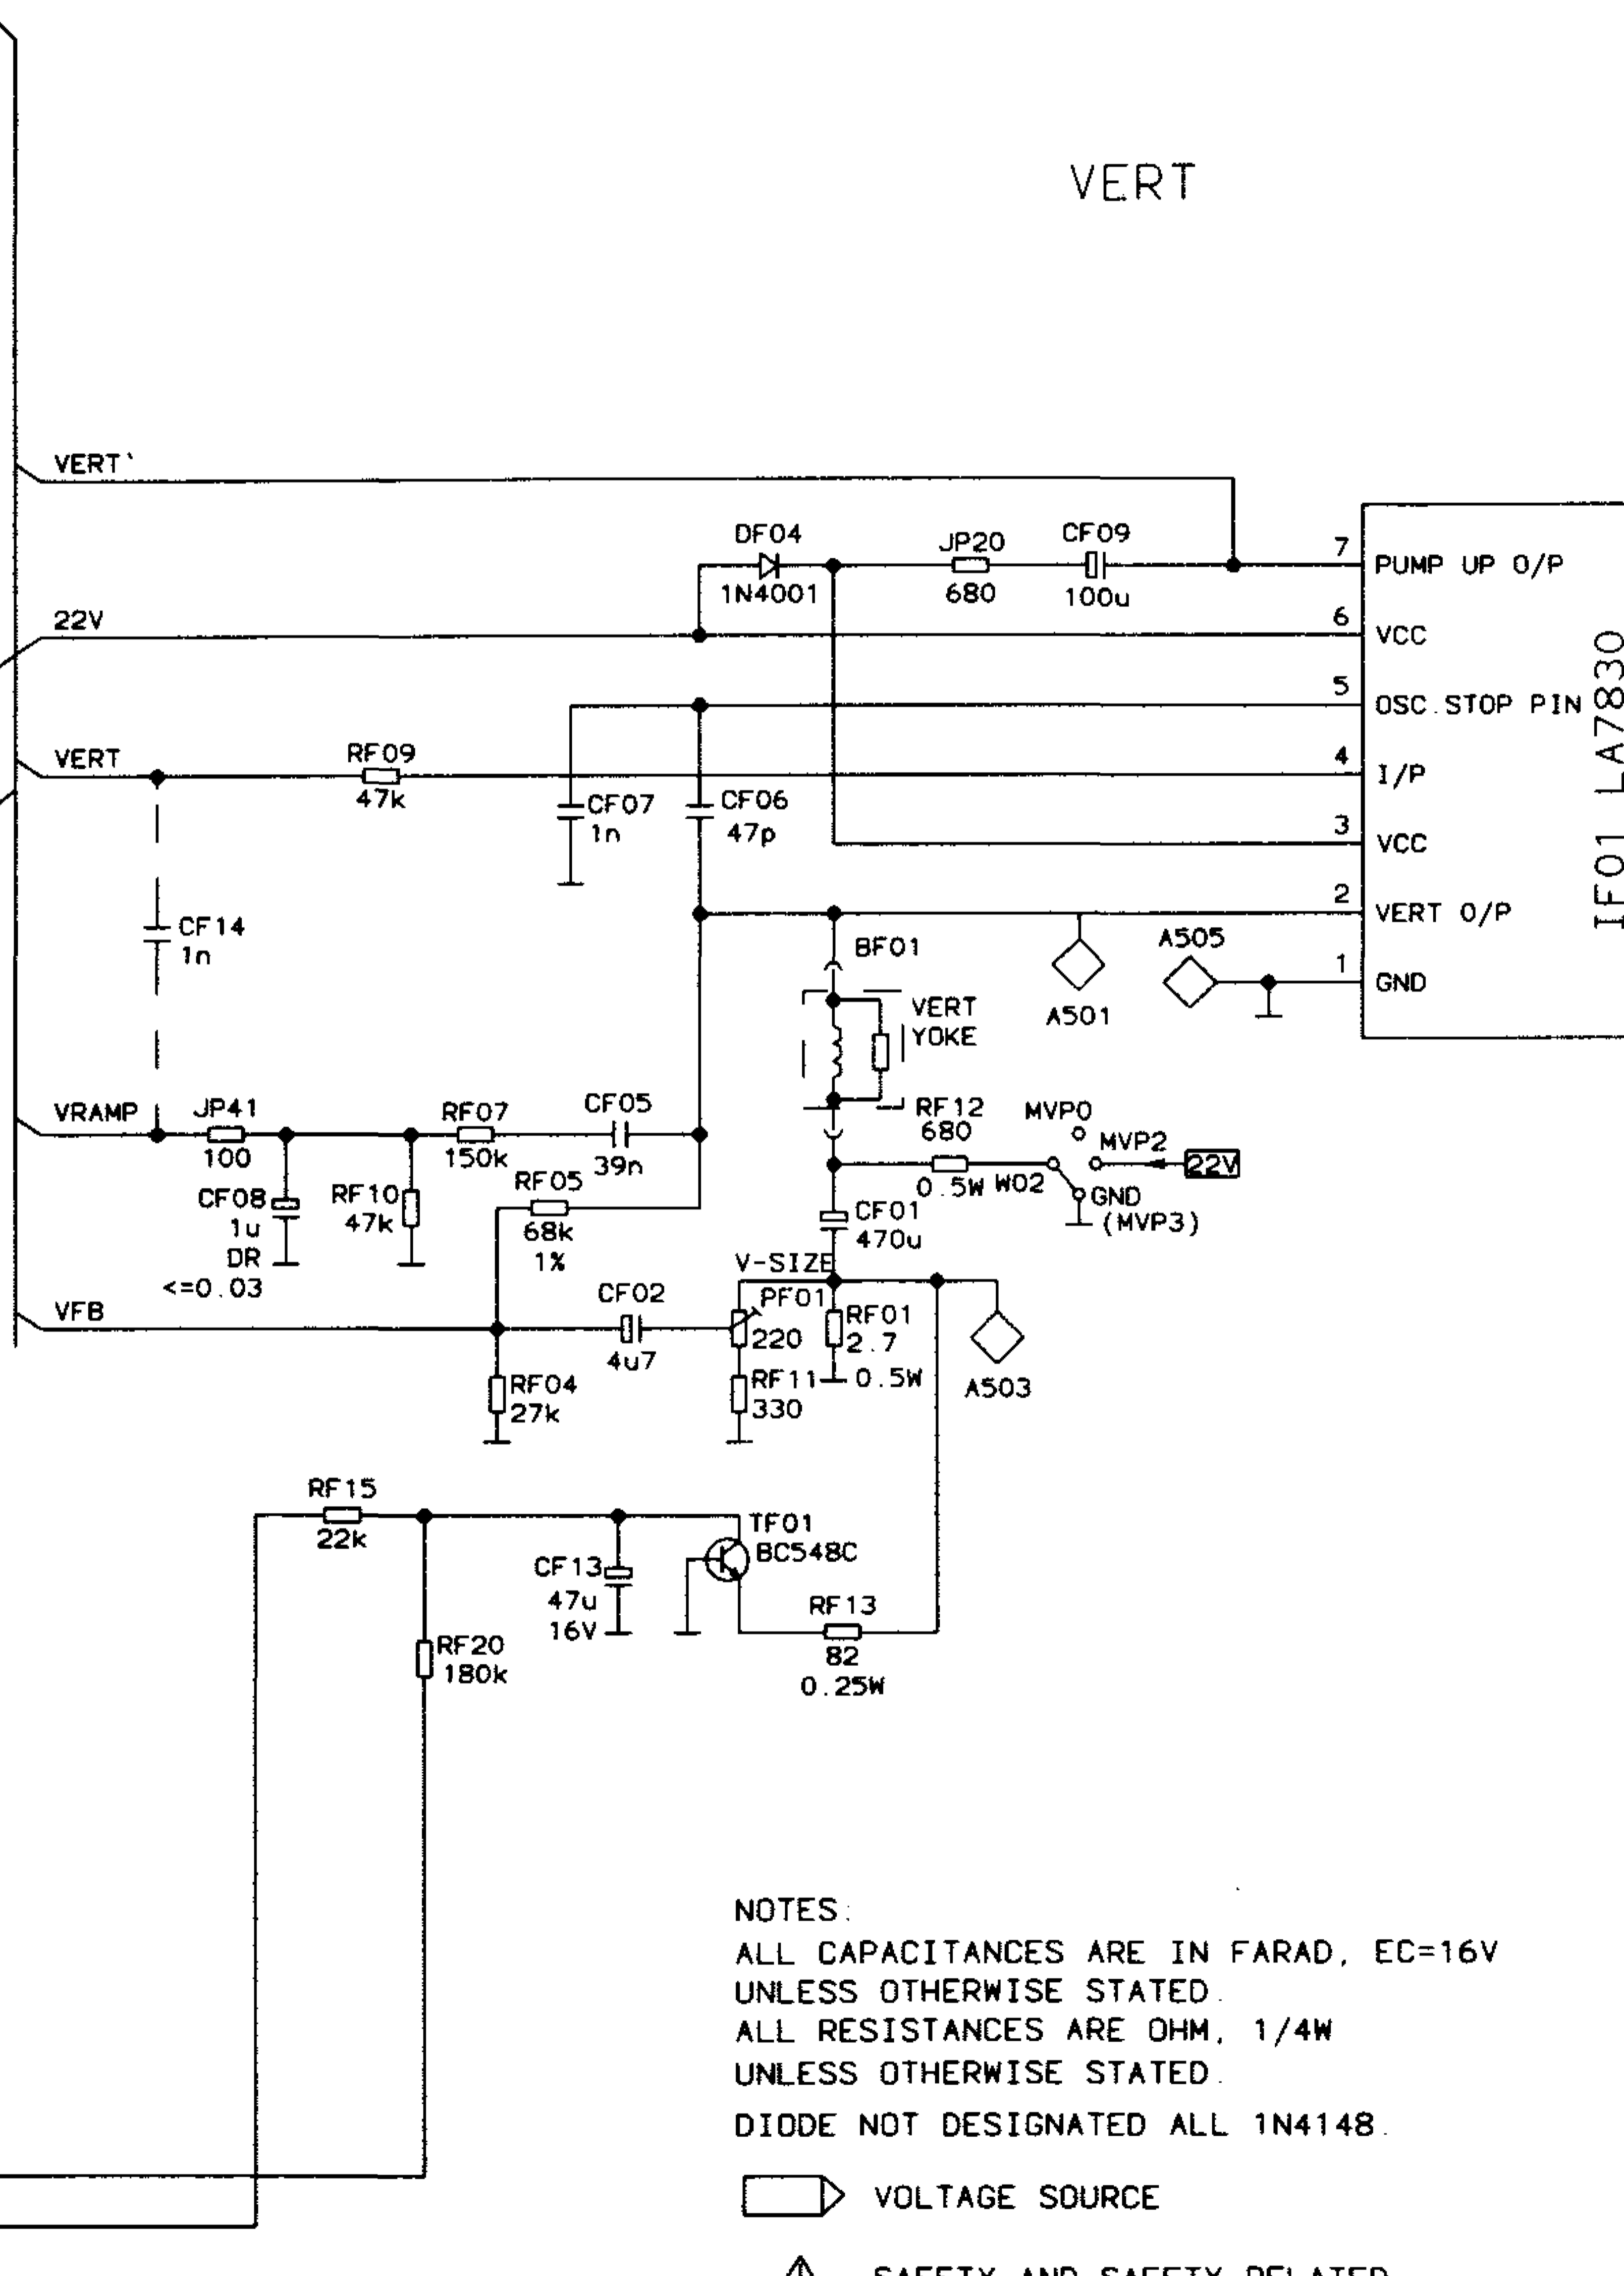 VERT
VERT`
DF04
1N4001
JP20
680
CF09
100u
7
PUMP UP O/P
22V
6
VCC
5
OSC.STOP PIN
VERT
RF09
47k
4
I/P
CF07
1n
CF06
47p
3
VCC
IF01 LA7830
2
VERT O/P
CF14
1n
BF01
A501
A505
1
GND
VERT
YOKE
VRAMP
JP41
100
RF07
150k
CF05
39n
RF12
680
0.5W
W02
MVP0
MVP2
22V
GND
(MVP3)
CF08
1u
DR
<=0.03
RF10
47k
RF05
68k
1%
CF01
470u
V-SIZE
VFB
CF02
4u7
PF01
220
RF01
2.7
0.5W
A503
RF04
27k
RF11
330
RF15
22k
CF13
47u
16V
TF01
BC548C
RF13
82
0.25W
RF20
180k
NOTES:
ALL CAPACITANCES ARE IN FARAD, EC=16V
UNLESS OTHERWISE STATED.
ALL RESISTANCES ARE OHM, 1/4W
UNLESS OTHERWISE STATED.
DIODE NOT DESIGNATED ALL 1N4148.
VOLTAGE SOURCE
SAFETY AND SAFETY RELATED